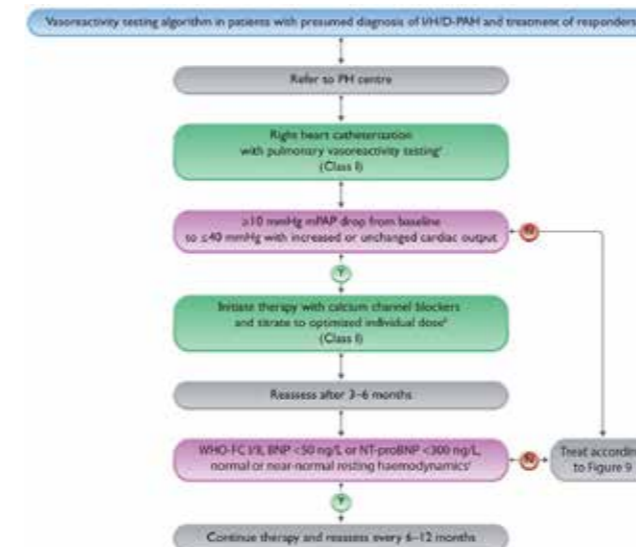 Vasoreactivity testing algorithm in patients with presumed diagnosis of I/H/D-PAH and treatment of responders
Refer to PH centre
Right heart catheterization
with pulmonary vasoreactivity testingᵃ
(Class I)
≥10 mmHg mPAP drop from baseline
to ≤40 mmHg with increased or unchanged cardiac output
N
Y
Initiate therapy with calcium channel blockers
and titrate to optimized individual doseᵇ
(Class I)
Reassess after 3–6 months
WHO-FC I/II, BNP <50 ng/L or NT-proBNP <300 ng/L,
normal or near-normal resting haemodynamicsᶜ
N
Treat accordin
to Figure 9
Y
Continue therapy and reassess every 6–12 months